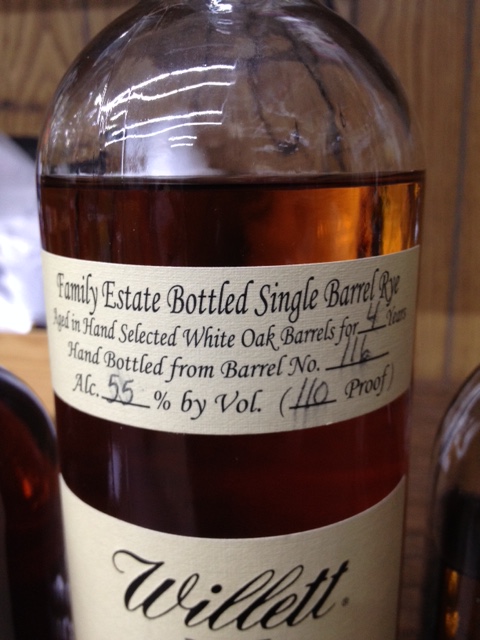 Family Estate Bottled Single Barrel Rye
Aged in Hand Selected White Oak Barrels for 4 Years
Hand Bottled from Barrel No. 116
Alc. 55 % by Vol. (110 Proof)
Willett